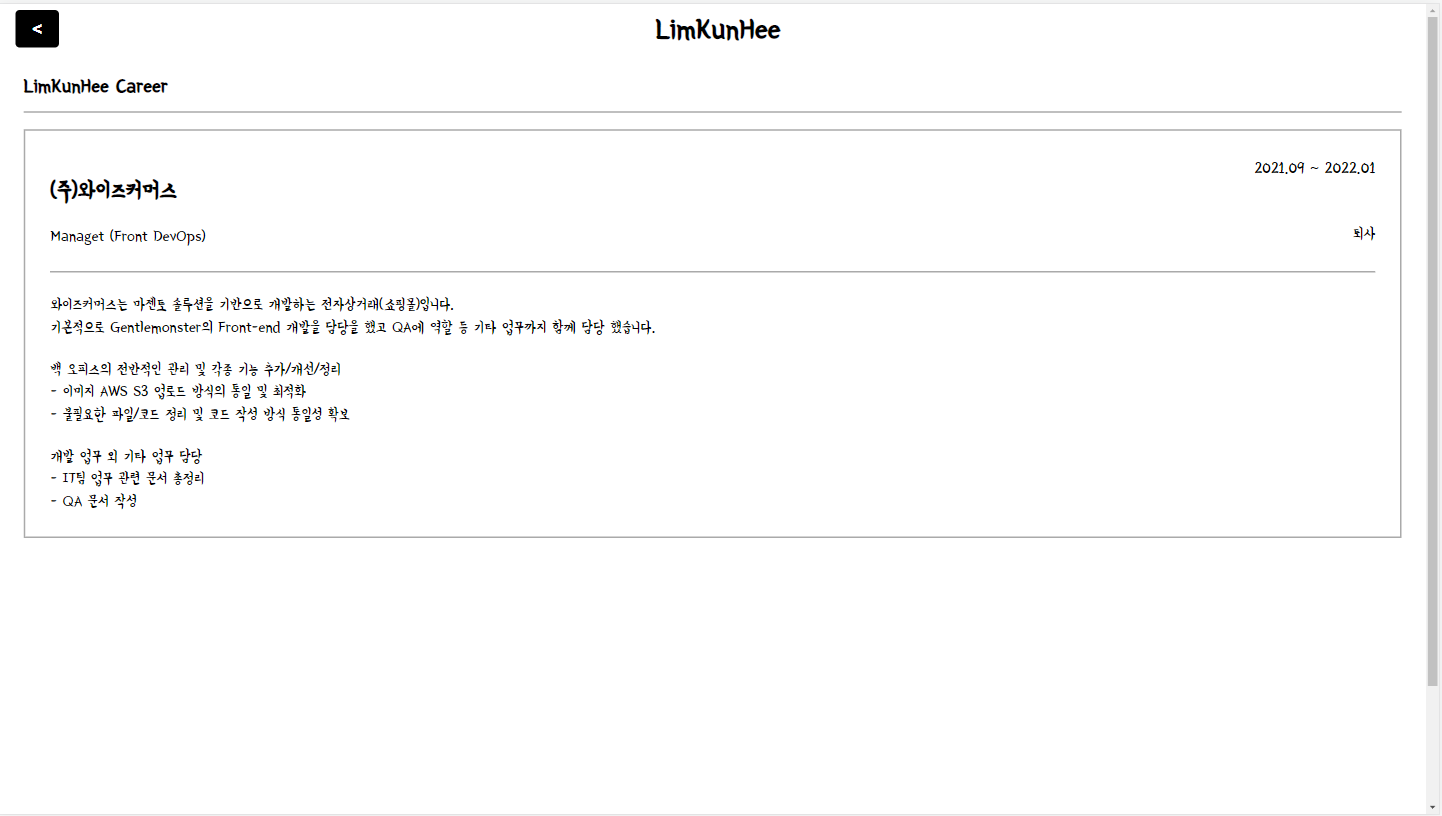 <
LimKunHee
LimKunHee Career
2021.09 ~ 2022.01
(주)와이즈커머스
Managet (Front DevOps)
퇴사
와이즈커머스는 마젠토 솔루션을 기반으로 개발하는 전자상거래(쇼핑몰)입니다.
기본적으로 Gentlemonster의 Front-end 개발을 담당을 했고 QA에 역할 등 기타 업무까지 함께 담당 했습니다.
백 오피스의 전반적인 관리 및 각종 기능 추가/개선/정리
- 이미지 AWS S3 업로드 방식의 통일 및 최적화
- 불필요한 파일/코드 정리 및 코드 작성 방식 통일성 확보
개발 업무 외 기타 업무 담당
- IT팀 업무 관련 문서 총정리
- QA 문서 작성